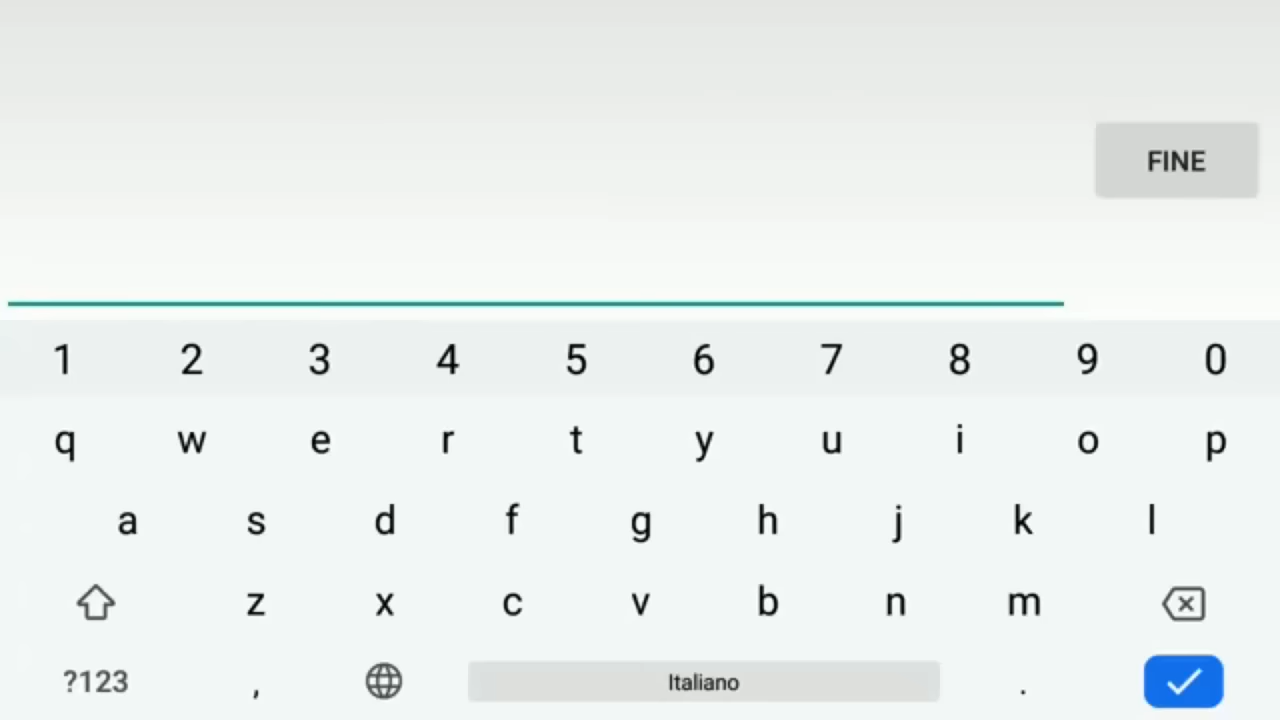 FINE
1 2 3 4 5 6 7 8 9 0
q w e r t y u i o p
a s d f g h j k l
z x c v b n m
?123 , Italiano .